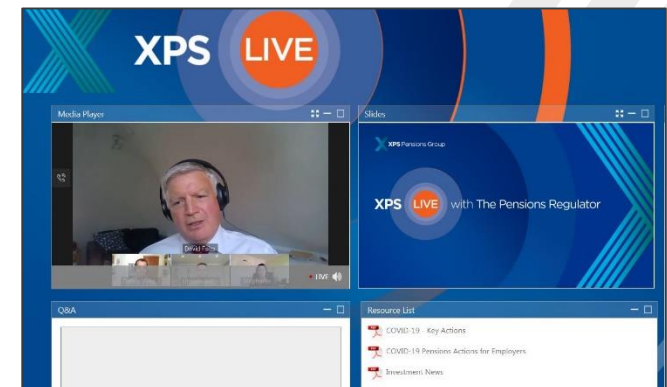 XPS LIVE
Media Player
Slides
XPS Pensions Group
XPS LIVE with The Pensions Regulator
David
LIVE
Q&A
Resource List
COVID-19 - Key Actions
COVID-19 Pensions Actions for Employers
Investment News